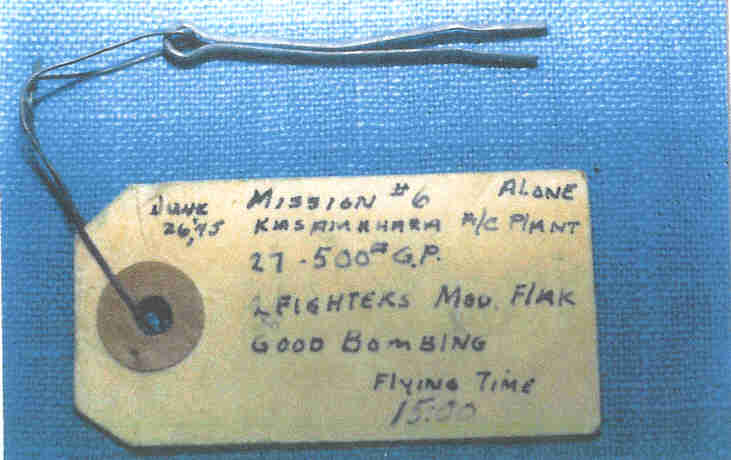 June Mission #6 Alone
26,'45 Kasamahara A/C Plant
27-500# G.P.
2 Fighters Mod. Flak
Good Bombing
Flying Time
15:00